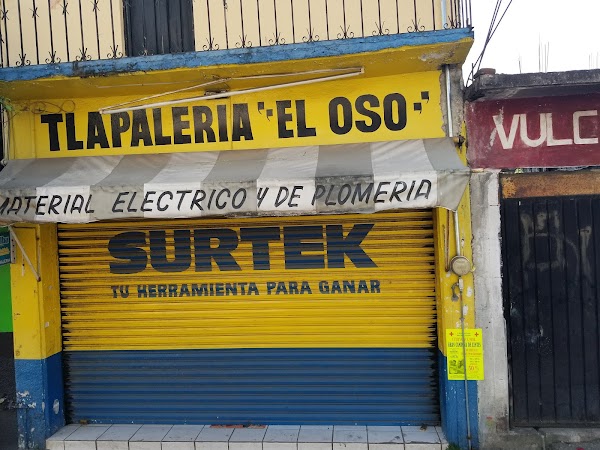 TLAPALERIA "EL OSO"
MATERIAL ELECTRICO Y DE PLOMERIA
SURTEK
TU HERRAMIENTA PARA GANAR
VULC